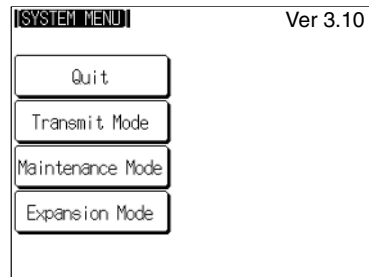 [SYSTEM MENU] Ver 3.10
Quit
Transmit Mode
Maintenance Mode
Expansion Mode